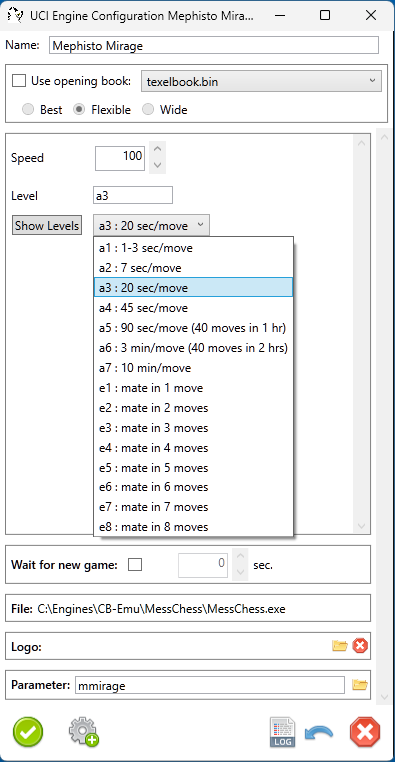 UCI Engine Configuration Mephisto Mira...
Name: Mephisto Mirage
Use opening book: texelbook.bin
Best Flexible Wide
Speed 100
Level a3
Show Levels a3 : 20 sec/move
a1 : 1-3 sec/move
a2 : 7 sec/move
a3 : 20 sec/move
a4 : 45 sec/move
a5 : 90 sec/move (40 moves in 1 hr)
a6 : 3 min/move (40 moves in 2 hrs)
a7 : 10 min/move
e1 : mate in 1 move
e2 : mate in 2 moves
e3 : mate in 3 moves
e4 : mate in 4 moves
e5 : mate in 5 moves
e6 : mate in 6 moves
e7 : mate in 7 moves
e8 : mate in 8 moves
Wait for new game: 0 sec.
File: C:\Engines\CB-Emu\MessChess\MessChess.exe
Logo:
Parameter: mmirage
LOG